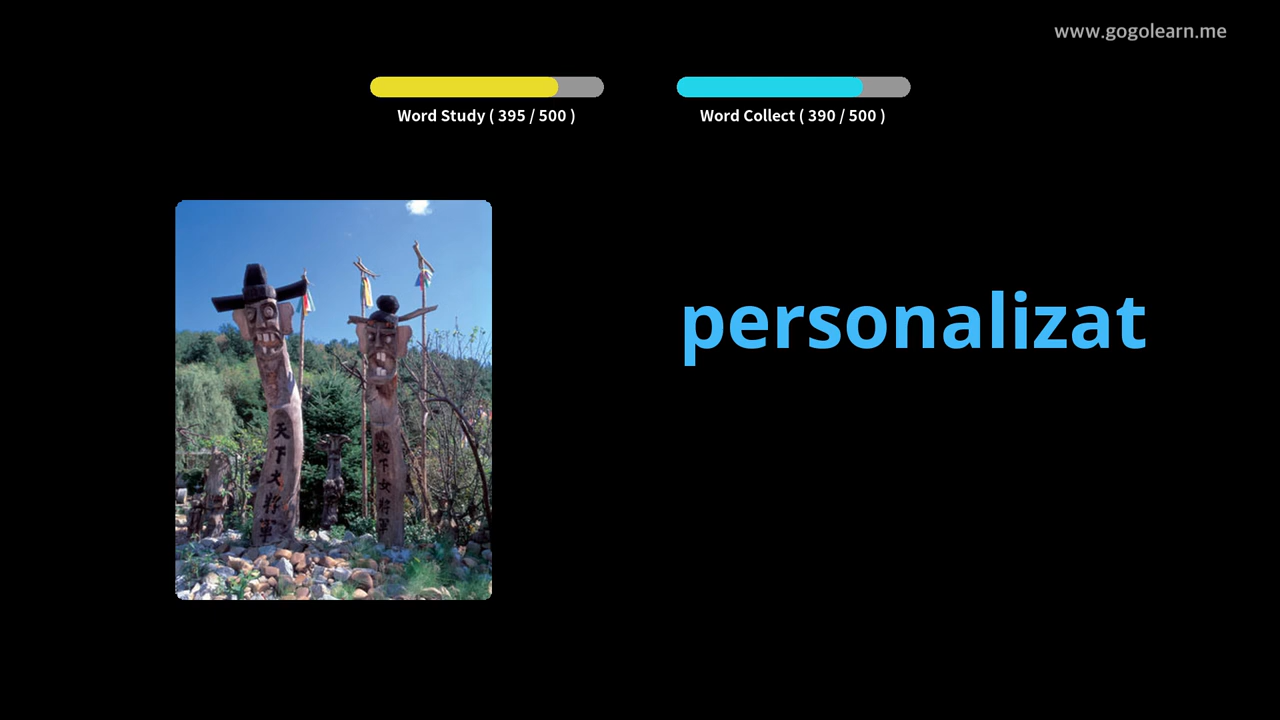 www.gogolearn.me
Word Study ( 395 / 500 )
Word Collect ( 390 / 500 )
personalizat
天下大將軍
地下女將軍